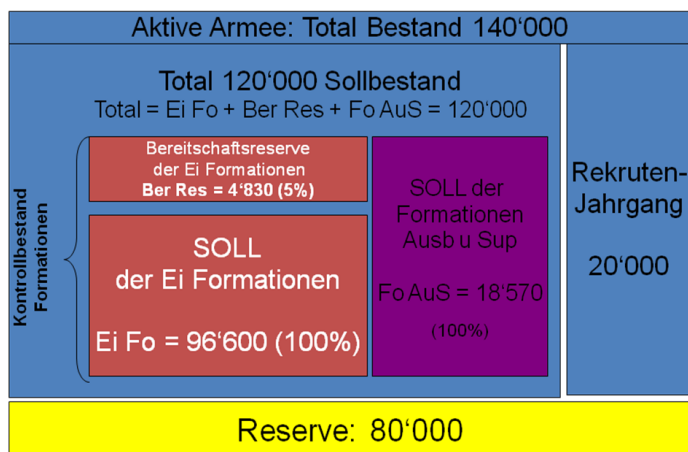 Aktive Armee: Total Bestand 140‘000
Total 120‘000 Sollbestand
Total = Ei Fo + Ber Res + Fo AuS = 120‘000
Kontrollbestand
Formationen
Bereitschaftsreserve
der Ei Formationen
Ber Res = 4‘830 (5%)
SOLL
der Ei Formationen
Ei Fo = 96‘600 (100%)
SOLL der
Formationen
Ausb u Sup
Fo AuS = 18‘570
(100%)
Rekruten-
Jahrgang
20‘000
Reserve: 80‘000